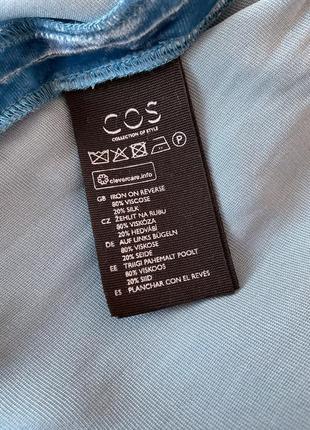 COS
COLLECTION OF STYLE
P
clevercare.info
GB IRON ON REVERSE
80% VISCOSE
20% SILK
CZ ŽEHLIT NA RUBU
80% VISKÓZA
20% HEDVÁBÍ
DE AUF LINKS BÜGELN
80% VISKOSE
20% SEIDE
EE TRIIGI PAHEMALT POOLT
80% VISKOOS
20% SIID
ES PLANCHAR CON EL REVÉS